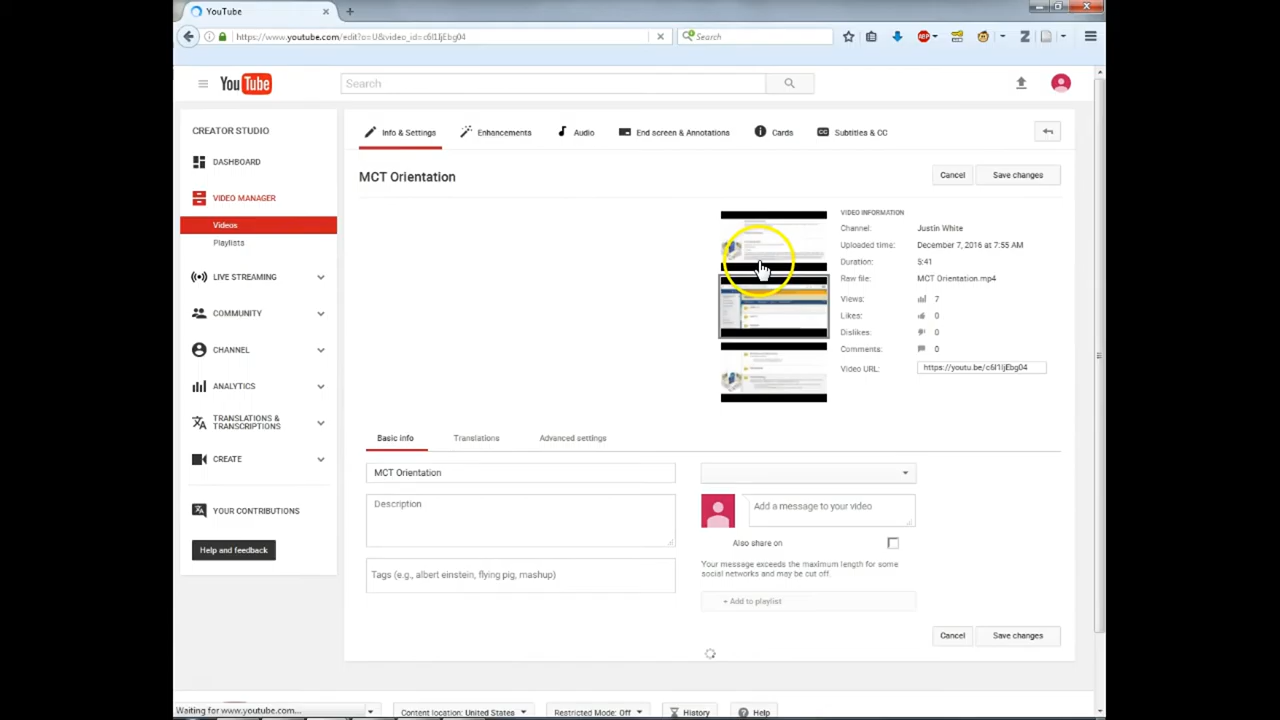 YouTube
https://www.youtube.com/edit?o=U&video_id=c6l1IjEbg04
Search
YouTube
Search
CREATOR STUDIO
DASHBOARD
VIDEO MANAGER
Videos
Playlists
LIVE STREAMING
COMMUNITY
CHANNEL
ANALYTICS
TRANSLATIONS &
TRANSCRIPTIONS
CREATE
YOUR CONTRIBUTIONS
Help and feedback
Info & Settings
Enhancements
Audio
End screen & Annotations
Cards
CC Subtitles & CC
MCT Orientation
Cancel
Save changes
VIDEO INFORMATION
Channel: Justin White
Uploaded time: December 7, 2016 at 7:55 AM
Duration: 5:41
Raw file: MCT Orientation.mp4
Views: 7
Likes: 0
Dislikes: 0
Comments: 0
Video URL: https://youtu.be/c6l1IjEbg04
Basic info
Translations
Advanced settings
MCT Orientation
Description
Tags (e.g., albert einstein, flying pig, mashup)
Add a message to your video
Also share on
Your message exceeds the maximum length for some
social networks and may be cut off.
+ Add to playlist
Cancel
Save changes
Waiting for www.youtube.com...
Content location: United States
Restricted Mode: Off
History
Help